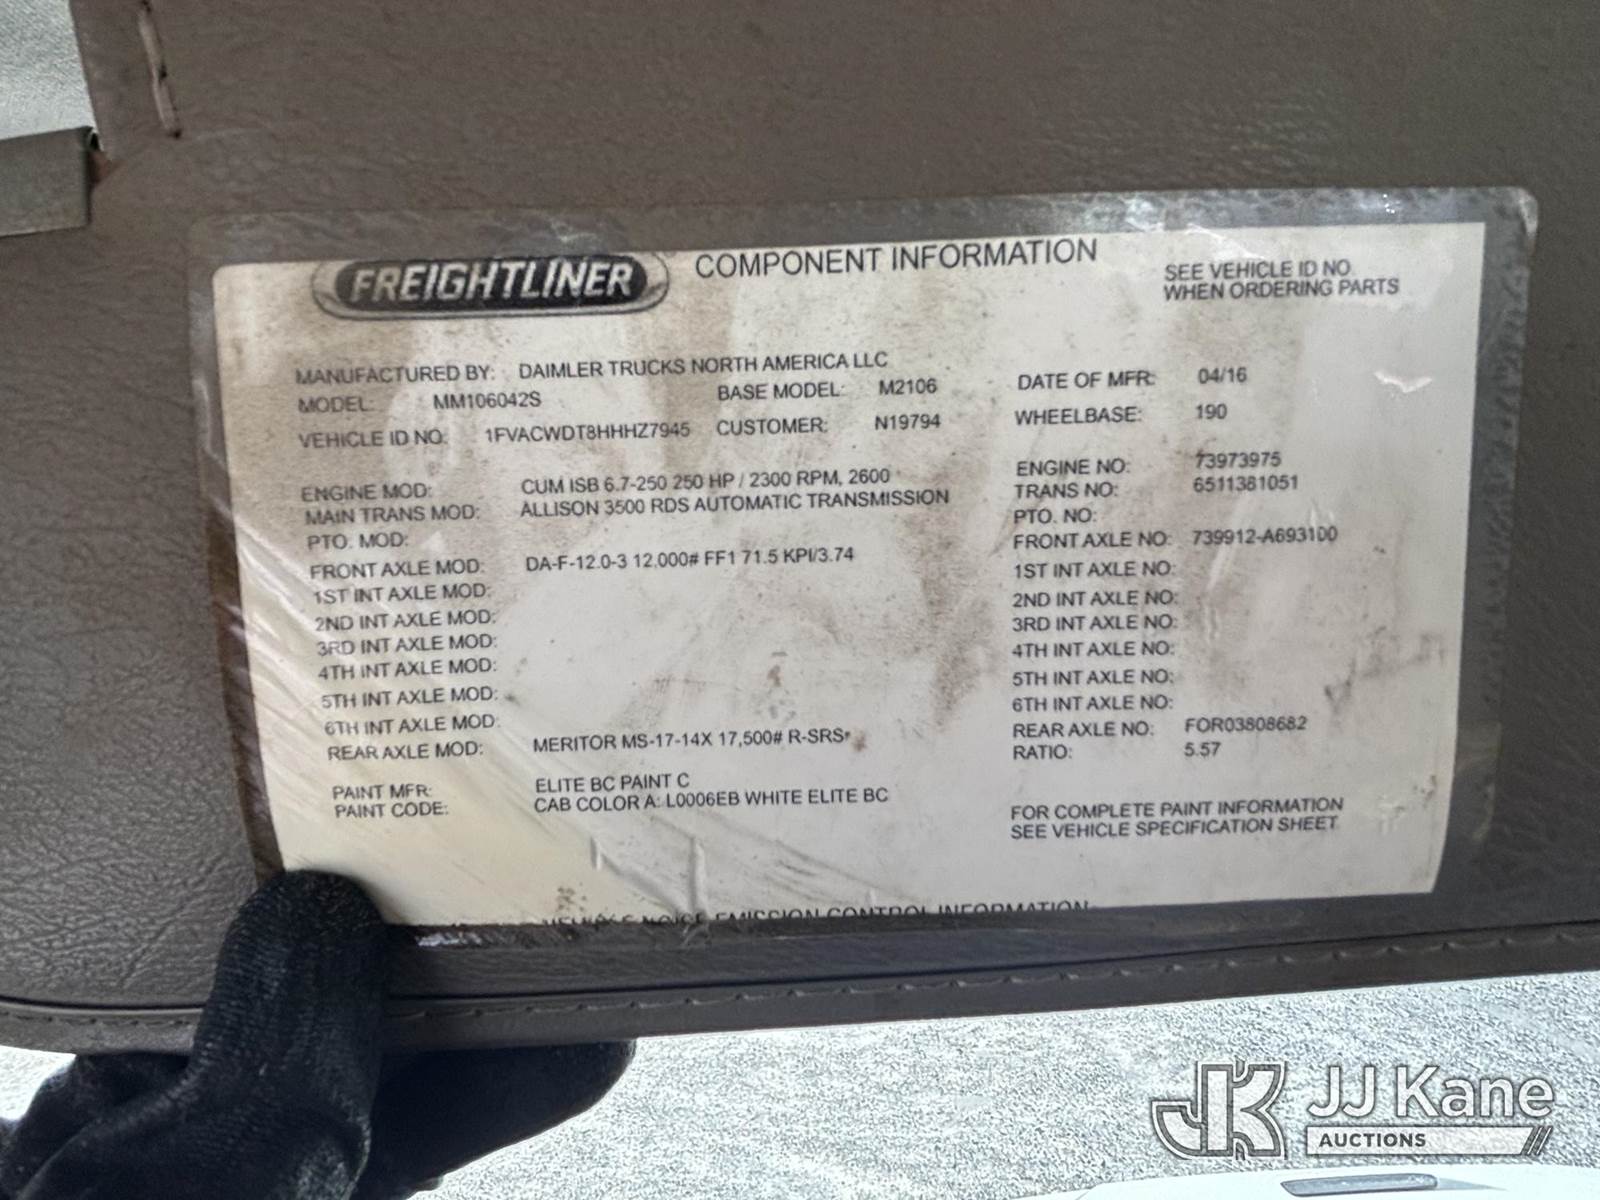 FREIGHTLINER
COMPONENT INFORMATION
SEE VEHICLE ID NO.
WHEN ORDERING PARTS
MANUFACTURED BY: DAIMLER TRUCKS NORTH AMERICA LLC
MODEL: MM106042S BASE MODEL: M2106 DATE OF MFR: 04/16
VEHICLE ID NO: 1FVACWDT8HHHZ7945 CUSTOMER: N19794 WHEELBASE: 190
ENGINE MOD: CUM ISB 6.7-250 250 HP / 2300 RPM, 2600 ENGINE NO: 73973975
MAIN TRANS MOD: ALLISON 3500 RDS AUTOMATIC TRANSMISSION TRANS NO: 6511381051
PTO. MOD: PTO. NO:
FRONT AXLE MOD: DA-F-12.0-3 12,000# FF1 71.5 KPI/3.74 FRONT AXLE NO: 739912-A693100
1ST INT AXLE MOD: 1ST INT AXLE NO:
2ND INT AXLE MOD: 2ND INT AXLE NO:
3RD INT AXLE MOD: 3RD INT AXLE NO:
4TH INT AXLE MOD: 4TH INT AXLE NO:
5TH INT AXLE MOD: 5TH INT AXLE NO:
6TH INT AXLE MOD: 6TH INT AXLE NO:
REAR AXLE MOD: MERITOR MS-17-14X 17,500# R-SRS* REAR AXLE NO: FOR03808682
RATIO: 5.57
PAINT MFR: ELITE BC PAINT C
PAINT CODE: CAB COLOR A: L0006EB WHITE ELITE BC
FOR COMPLETE PAINT INFORMATION
SEE VEHICLE SPECIFICATION SHEET
VEHICLE NOISE EMISSION CONTROL INFORMATION
JK JJ Kane
AUCTIONS